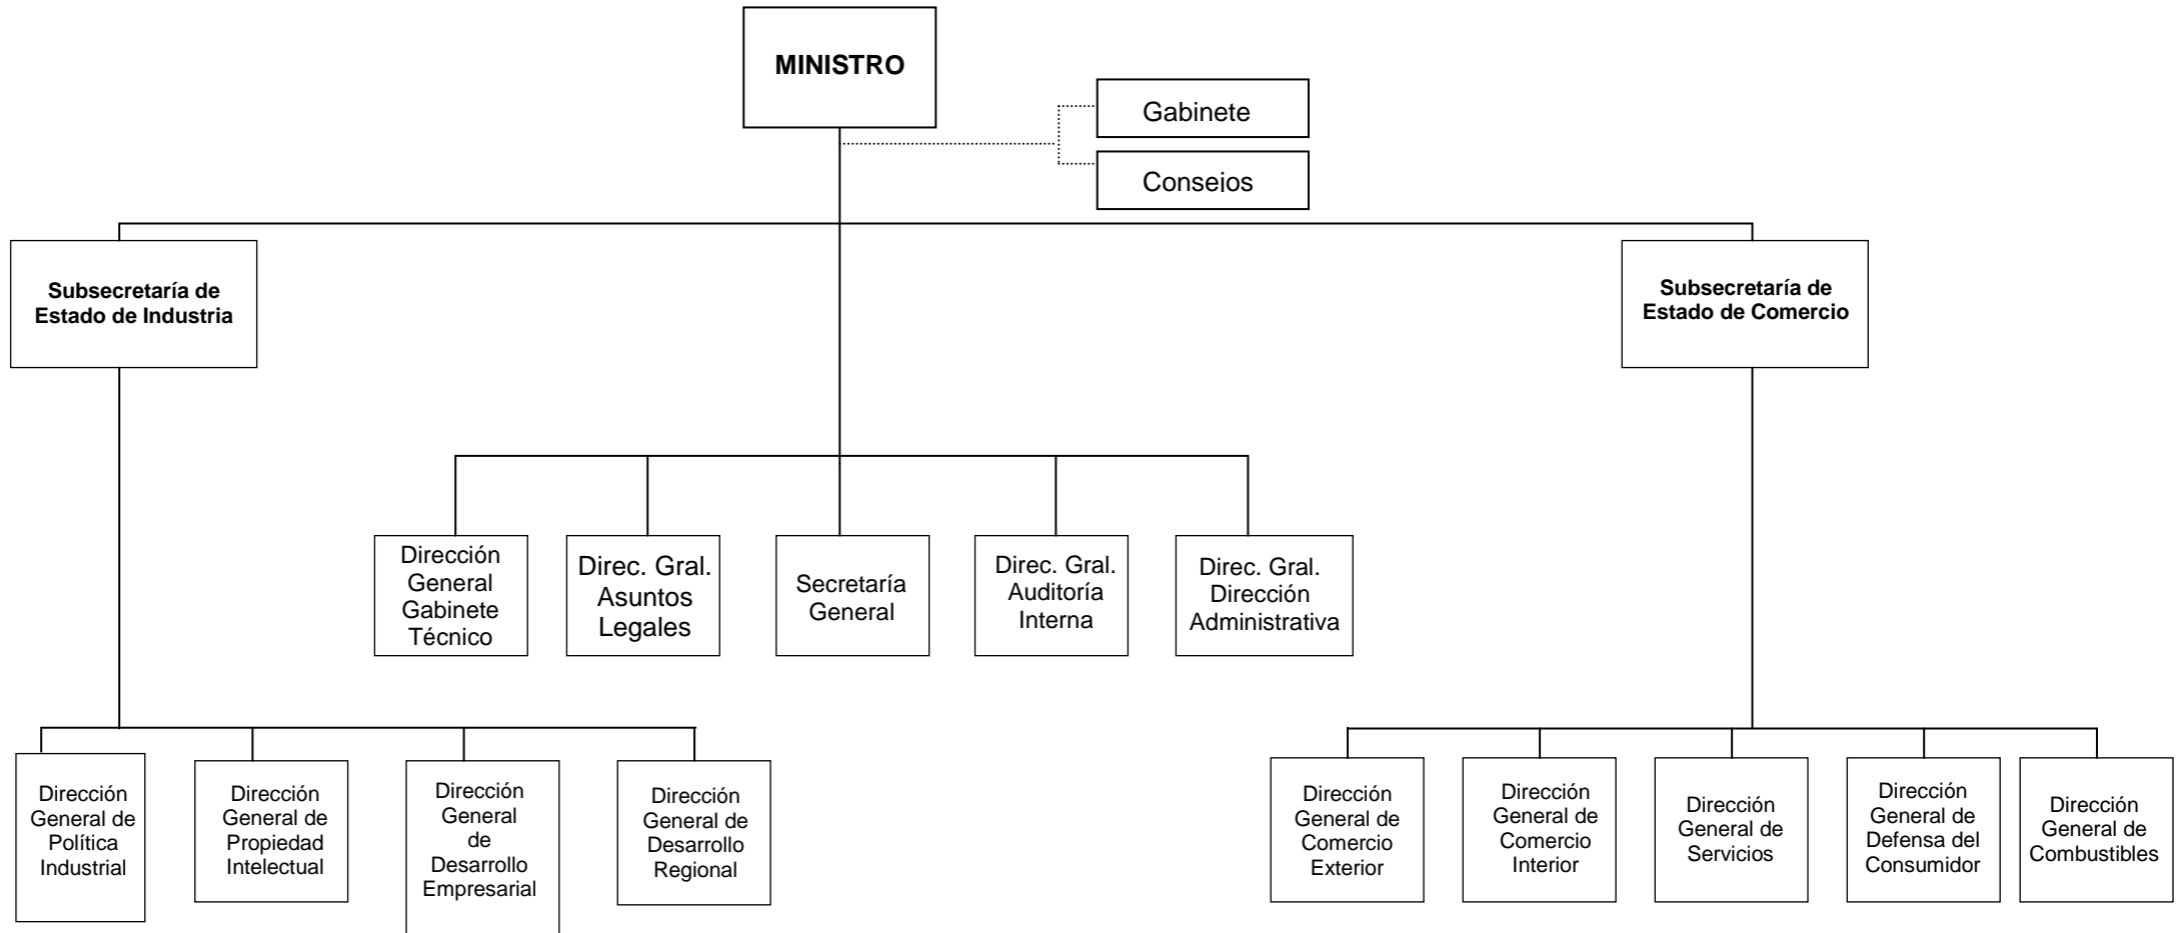 MINISTRO
Gabinete
Conseios
Subsecretaría de
Estado de Industria
Subsecretaría de
Estado de Comercio
Dirección
General
Gabinete
Técnico
Direc. Gral.
Asuntos
Legales
Secretaría
General
Direc. Gral.
Auditoría
Interna
Direc. Gral.
Dirección
Administrativa
Dirección
General de
Política
Industrial
Dirección
General de
Propiedad
Intelectual
Dirección
General
de
Desarrollo
Empresarial
Dirección
General de
Desarrollo
Regional
Dirección
General de
Comercio
Exterior
Dirección
General de
Comercio
Interior
Dirección
General de
Servicios
Dirección
General de
Defensa del
Consumidor
Dirección
General de
Combustibles